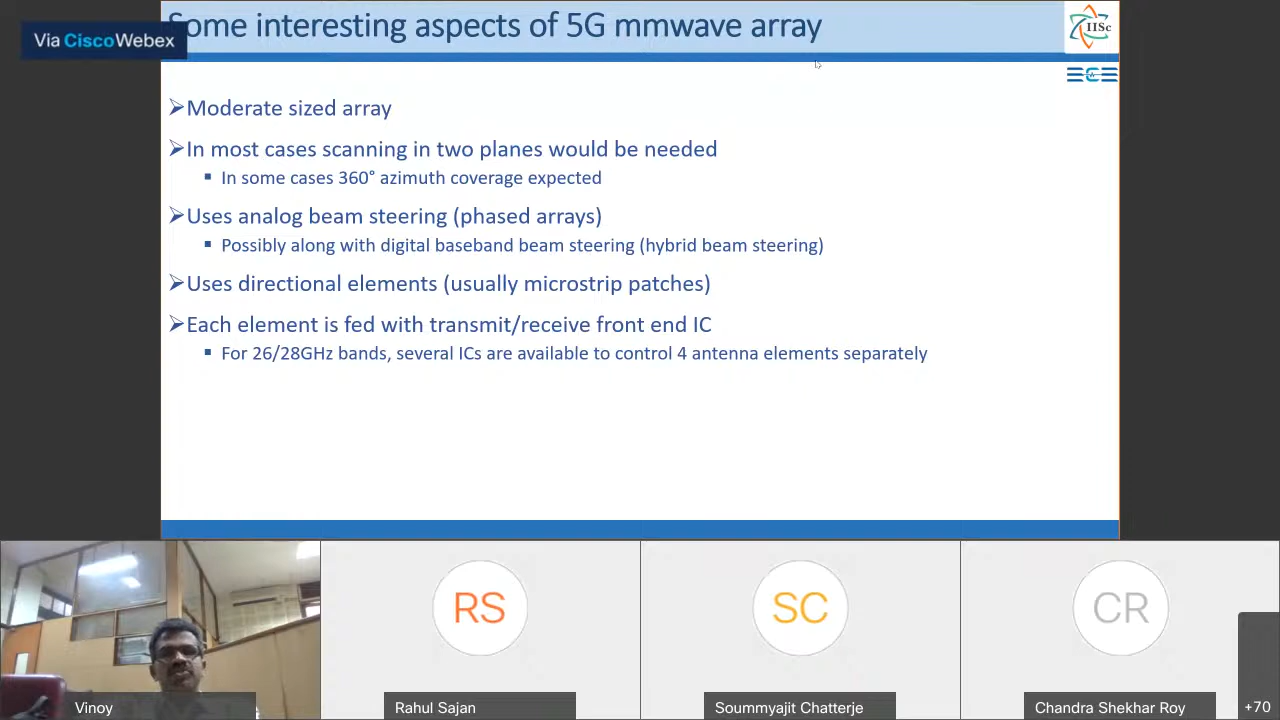 Some interesting aspects of 5G mmwave array
Via CiscoWebex
IISc
ECE
➢Moderate sized array
➢In most cases scanning in two planes would be needed
▪ In some cases 360° azimuth coverage expected
➢Uses analog beam steering (phased arrays)
▪ Possibly along with digital baseband beam steering (hybrid beam steering)
➢Uses directional elements (usually microstrip patches)
➢Each element is fed with transmit/receive front end IC
▪ For 26/28GHz bands, several ICs are available to control 4 antenna elements separately
RS
SC
CR
Vinoy
Rahul Sajan
Soummyajit Chatterje
Chandra Shekhar Roy
+70